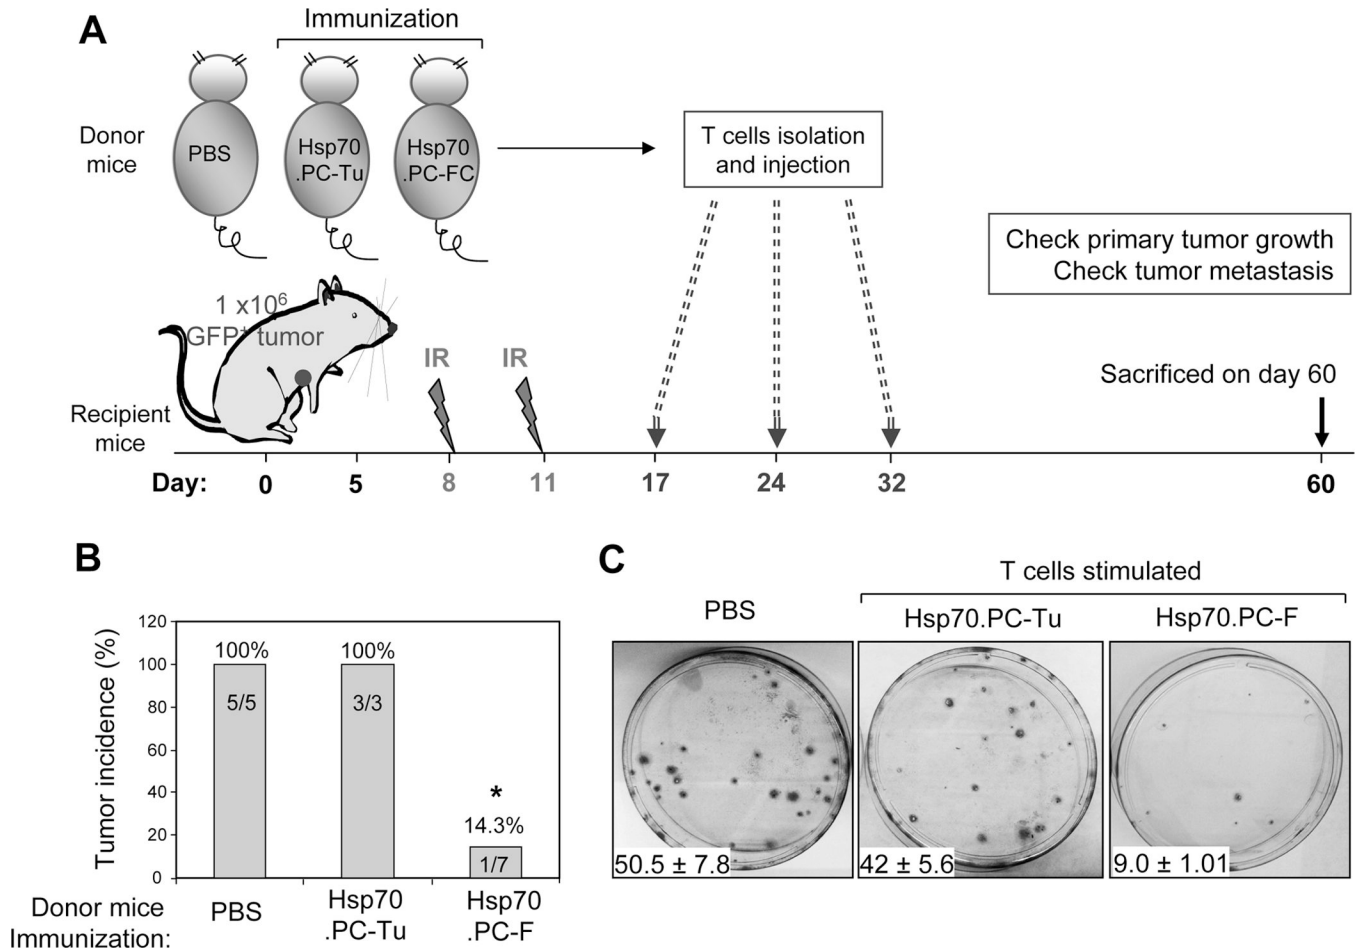 A
Immunization
Donor
mice
PBS
Hsp70
.PC-Tu
Hsp70
.PC-FC
T cells isolation
and injection
Check primary tumor growth
Check tumor metastasis
1 x10⁶
GFP⁺ tumor
IR
IR
Sacrificed on day 60
Recipient
mice
Day: 0 5 8 11 17 24 32 60
B
Tumor incidence (%)
120
100
80
60
40
20
0
100%
5/5
100%
3/3
*
14.3%
1/7
Donor mice
Immunization:
PBS
Hsp70
.PC-Tu
Hsp70
.PC-F
C
T cells stimulated
PBS
Hsp70.PC-Tu
Hsp70.PC-F
50.5 ± 7.8
42 ± 5.6
9.0 ± 1.01